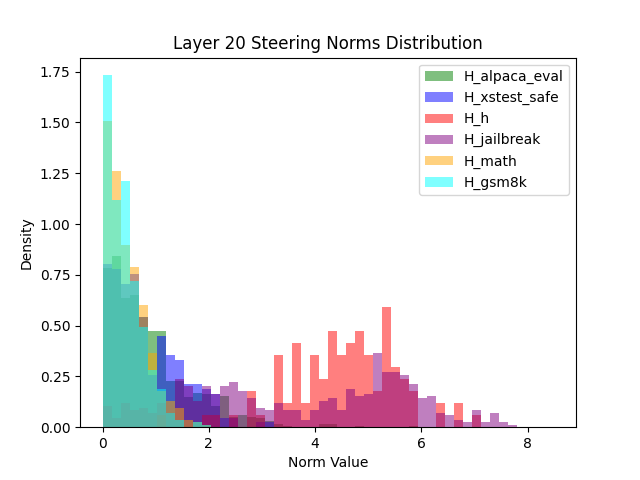 Layer 20 Steering Norms Distribution
1.75
1.50
1.25
1.00
0.75
0.50
0.25
0.00
Density
H_alpaca_eval
H_xstest_safe
H_h
H_jailbreak
H_math
H_gsm8k
0 2 4 6 8
Norm Value